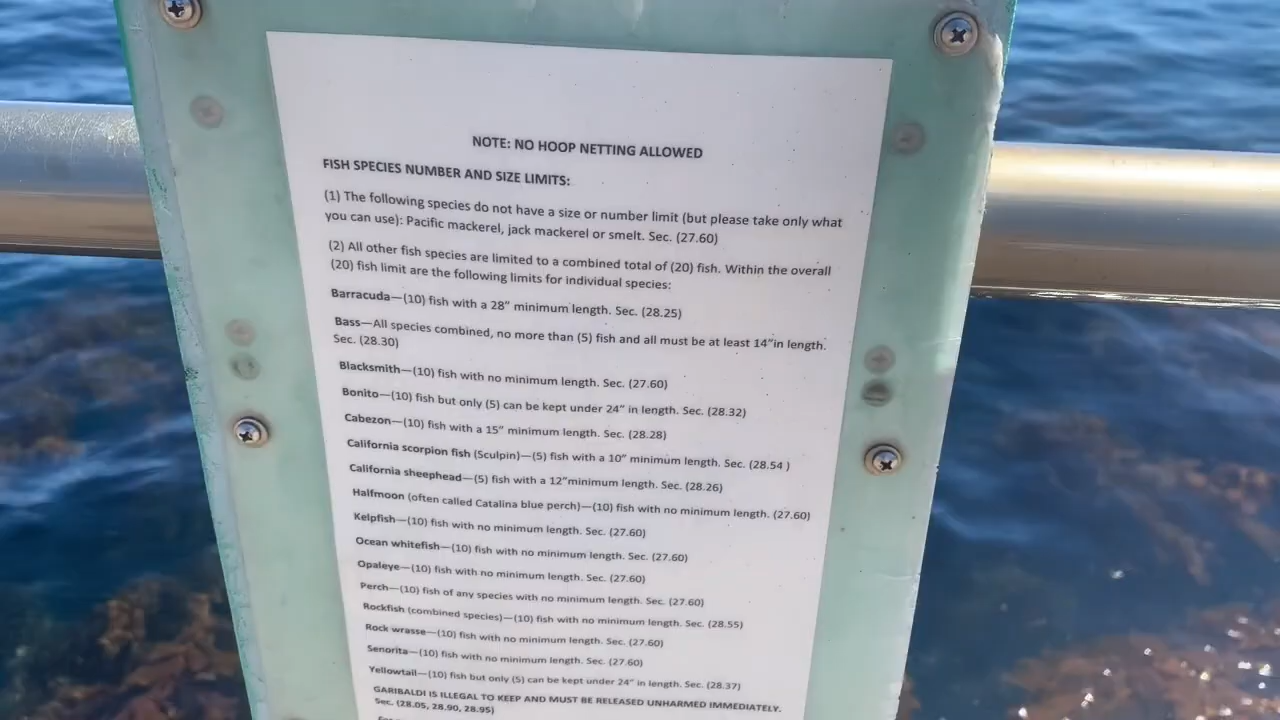 NOTE: NO HOOP NETTING ALLOWED
FISH SPECIES NUMBER AND SIZE LIMITS:
(1) The following species do not have a size or number limit (but please take only what
you can use): Pacific mackerel, jack mackerel or smelt. Sec. (27.60)
(2) All other fish species are limited to a combined total of (20) fish. Within the overall
(20) fish limit are the following limits for individual species:
Barracuda—(10) fish with a 28" minimum length. Sec. (28.25)
Bass—All species combined, no more than (5) fish and all must be at least 14"in length.
Sec. (28.30)
Blacksmith—(10) fish with no minimum length. Sec. (27.60)
Bonito—(10) fish but only (5) can be kept under 24" in length. Sec. (28.32)
Cabezon—(10) fish with a 15" minimum length. Sec. (28.28)
California scorpion fish (Sculpin)—(5) fish with a 10" minimum length. Sec. (28.54 )
California sheephead—(5) fish with a 12"minimum length. Sec. (28.26)
Halfmoon (often called Catalina blue perch)—(10) fish with no minimum length. (27.60)
Kelpfish—(10) fish with no minimum length. Sec. (27.60)
Ocean whitefish—(10) fish with no minimum length. Sec. (27.60)
Opaleye—(10) fish with no minimum length. Sec. (27.60)
Perch—(10) fish of any species with no minimum length. Sec. (27.60)
Rockfish (combined species)—(10) fish with no minimum length. Sec. (28.55)
Rock wrasse—(10) fish with no minimum length. Sec. (27.60)
Senorita—(10) fish with no minimum length. Sec. (27.60)
Yellowtail—(10) fish but only (5) can be kept under 24" in length. Sec. (28.37)
GARIBALDI IS ILLEGAL TO KEEP AND MUST BE RELEASED UNHARMED IMMEDIATELY.
Sec. (28.05, 28.90, 28.95)